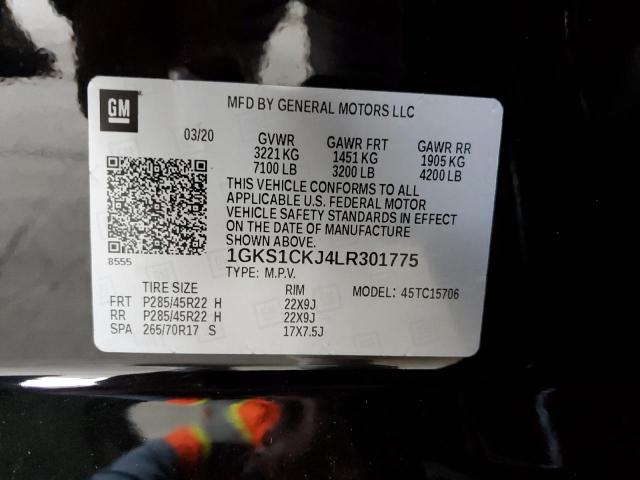 GM
MFD BY GENERAL MOTORS LLC
03/20 GVWR GAWR FRT GAWR RR
3221 KG 1451 KG 1905 KG
7100 LB 3200 LB 4200 LB
THIS VEHICLE CONFORMS TO ALL
APPLICABLE U.S. FEDERAL MOTOR
VEHICLE SAFETY STANDARDS IN EFFECT
ON THE DATE OF MANUFACTURE
SHOWN ABOVE.
8555
1GKS1CKJ4LR301775
TYPE: M.P.V.
TIRE SIZE RIM MODEL: 45TC15706
FRT P285/45R22 H 22X9J
RR P285/45R22 H 22X9J
SPA 265/70R17 S 17X7.5J